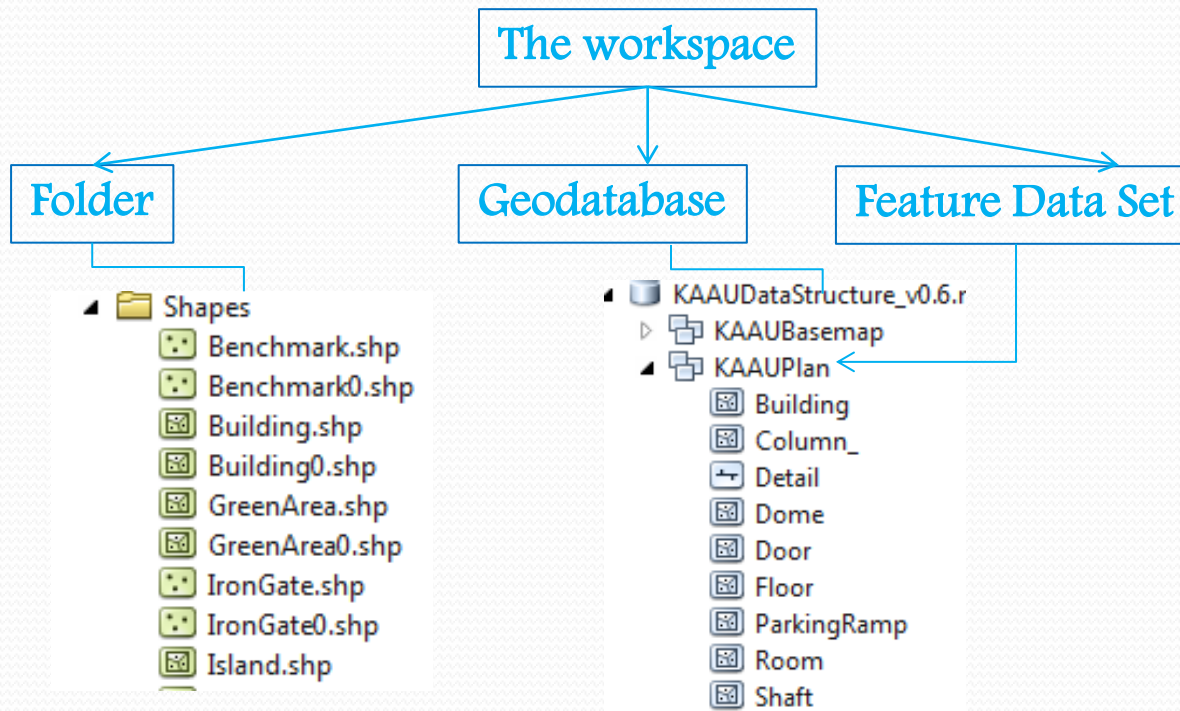 The workspace
Folder
Geodatabase
Feature Data Set
Shapes
Benchmark.shp
Benchmark0.shp
Building.shp
Building0.shp
GreenArea.shp
GreenArea0.shp
IronGate.shp
IronGate0.shp
Island.shp
KAAUDataStructure_v0.6.r
KAAUBasemap
KAAUPlan
Building
Column_
Detail
Dome
Door
Floor
ParkingRamp
Room
Shaft